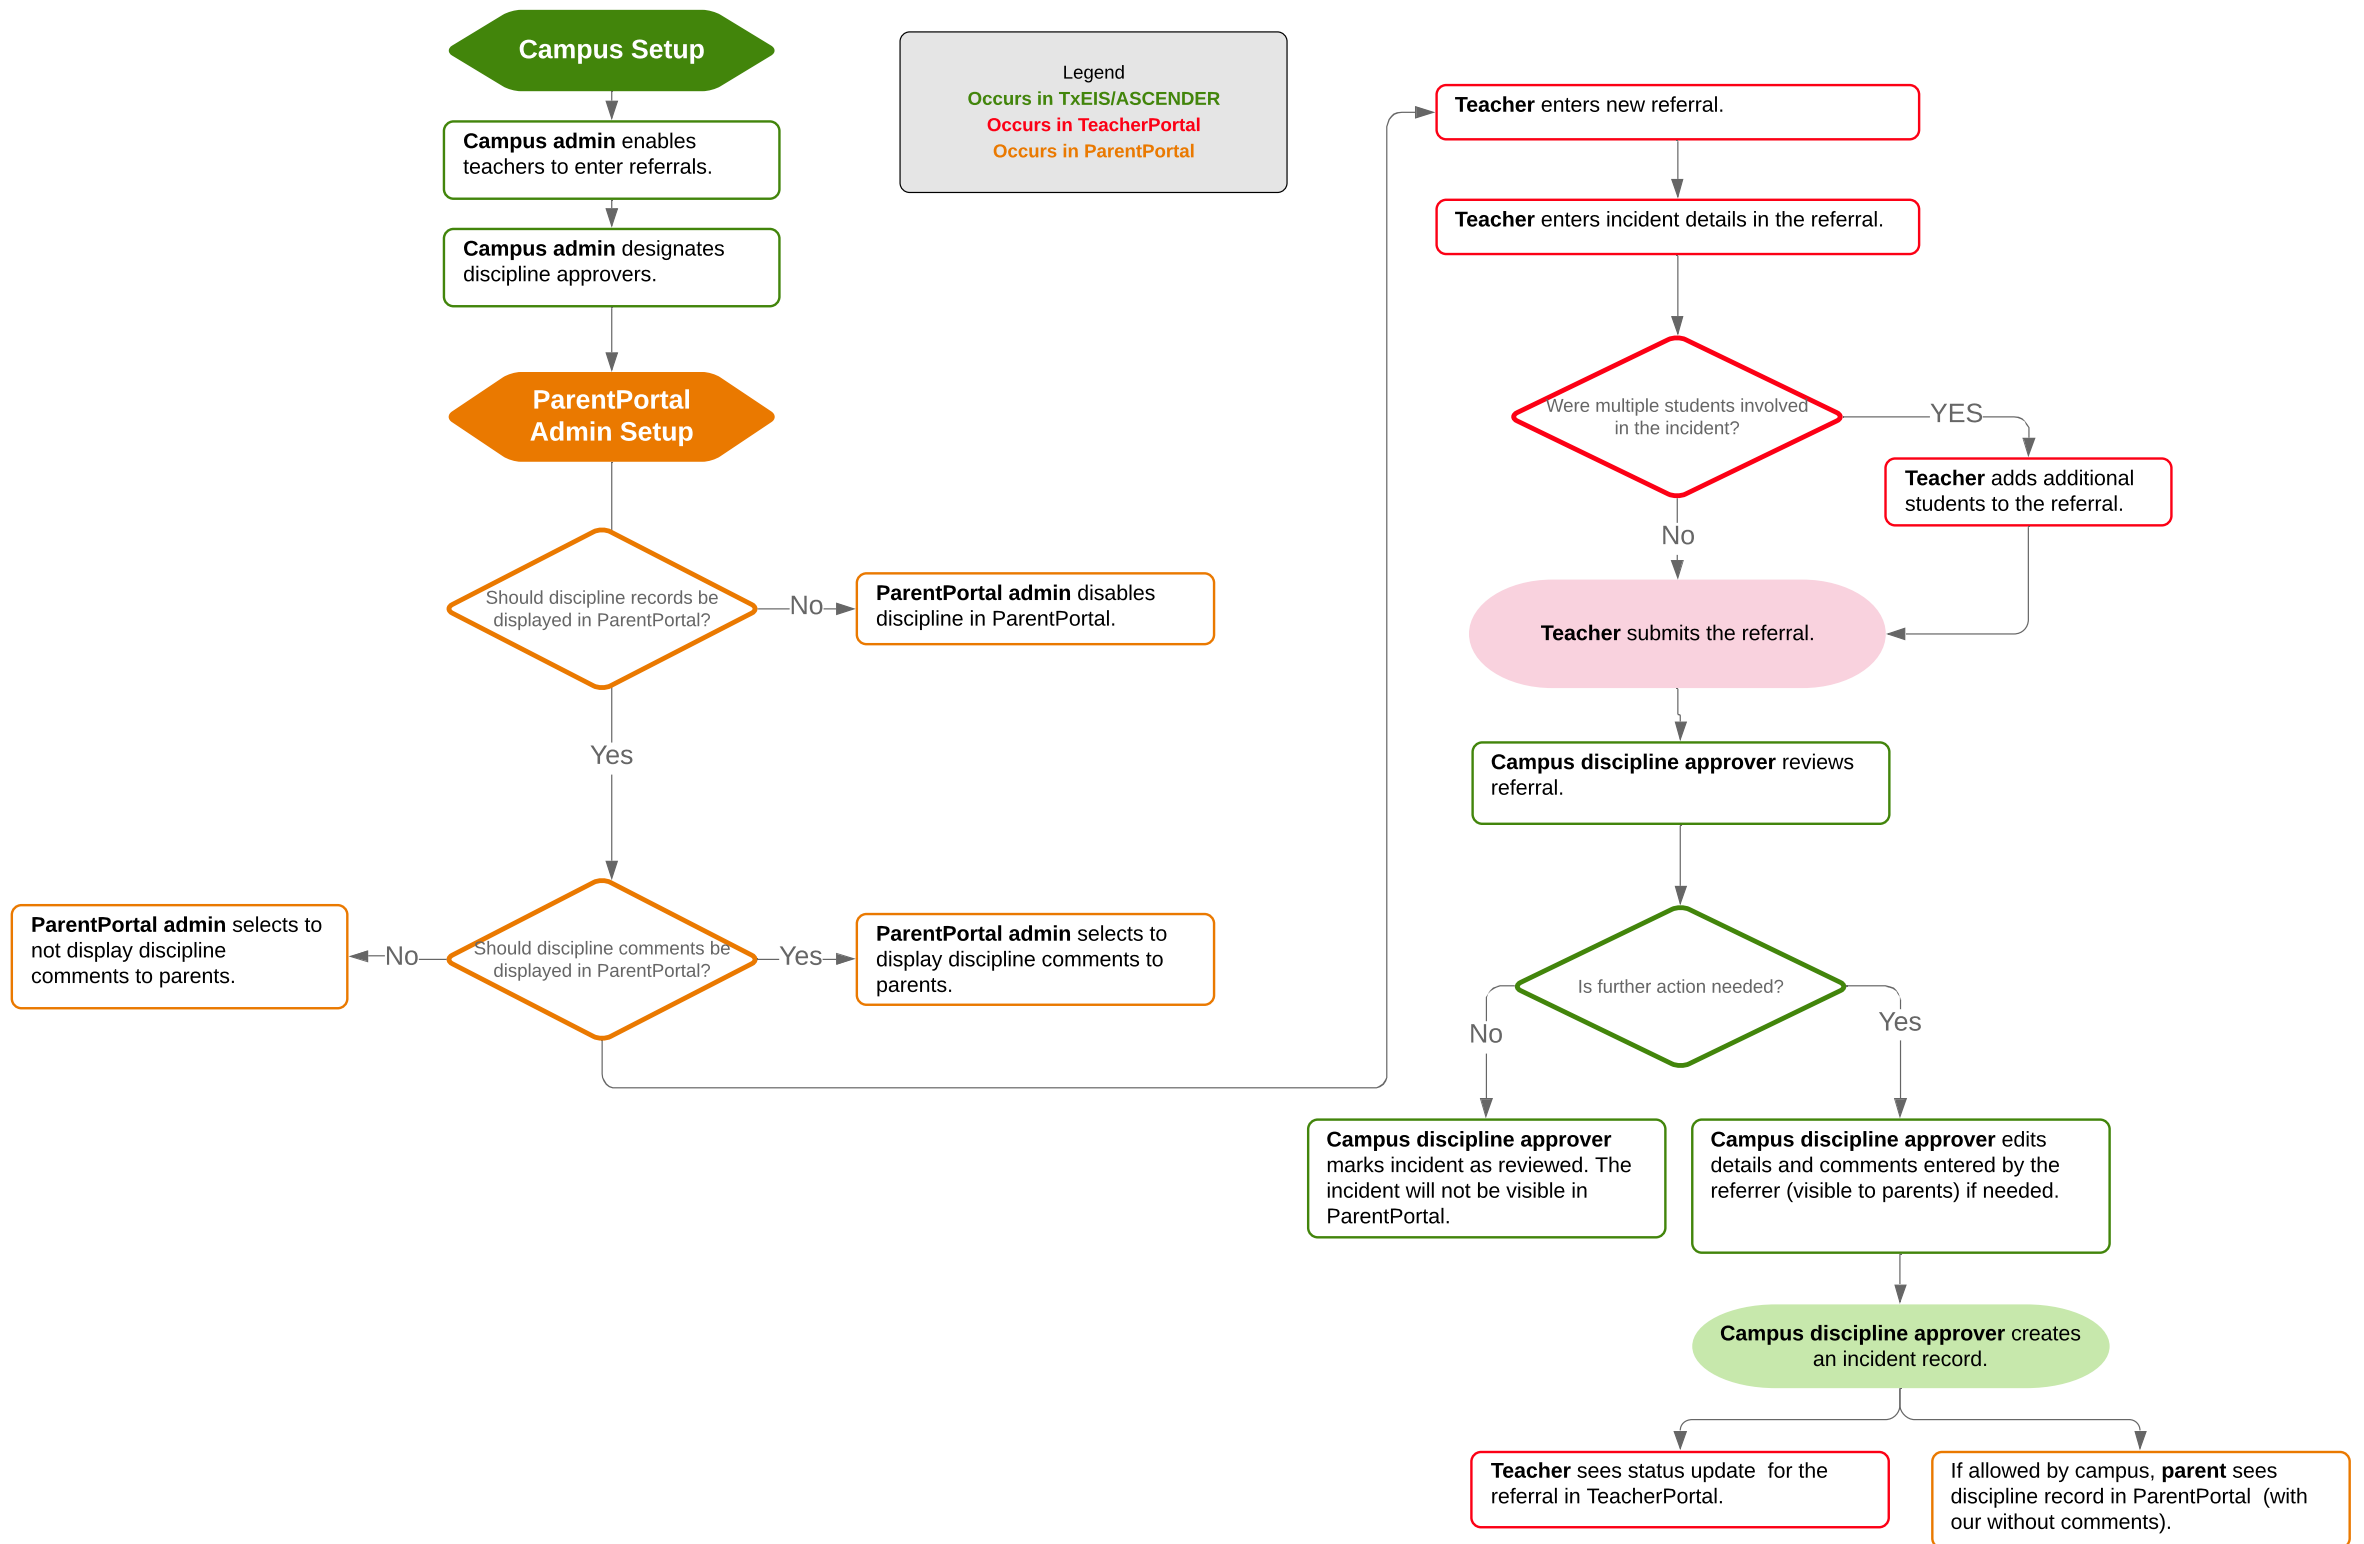 Campus Setup
Campus admin enables
teachers to enter referrals.
Campus admin designates
discipline approvers.
ParentPortal
Admin Setup
Should discipline records be
displayed in ParentPortal?
No
ParentPortal admin disables
discipline in ParentPortal.
Yes
Should discipline comments be
displayed in ParentPortal?
No
ParentPortal admin selects to
not display discipline
comments to parents.
Yes
ParentPortal admin selects to
display discipline comments to
parents.
Legend
Occurs in TxEIS/ASCENDER
Occurs in TeacherPortal
Occurs in ParentPortal
Teacher enters new referral.
Teacher enters incident details in the referral.
Were multiple students involved
in the incident?
YES
Teacher adds additional
students to the referral.
No
Teacher submits the referral.
Campus discipline approver reviews
referral.
Is further action needed?
No
Campus discipline approver
marks incident as reviewed. The
incident will not be visible in
ParentPortal.
Yes
Campus discipline approver edits
details and comments entered by the
referrer (visible to parents) if needed.
Campus discipline approver creates
an incident record.
Teacher sees status update  for the
referral in TeacherPortal.
If allowed by campus, parent sees
discipline record in ParentPortal  (with
our without comments).